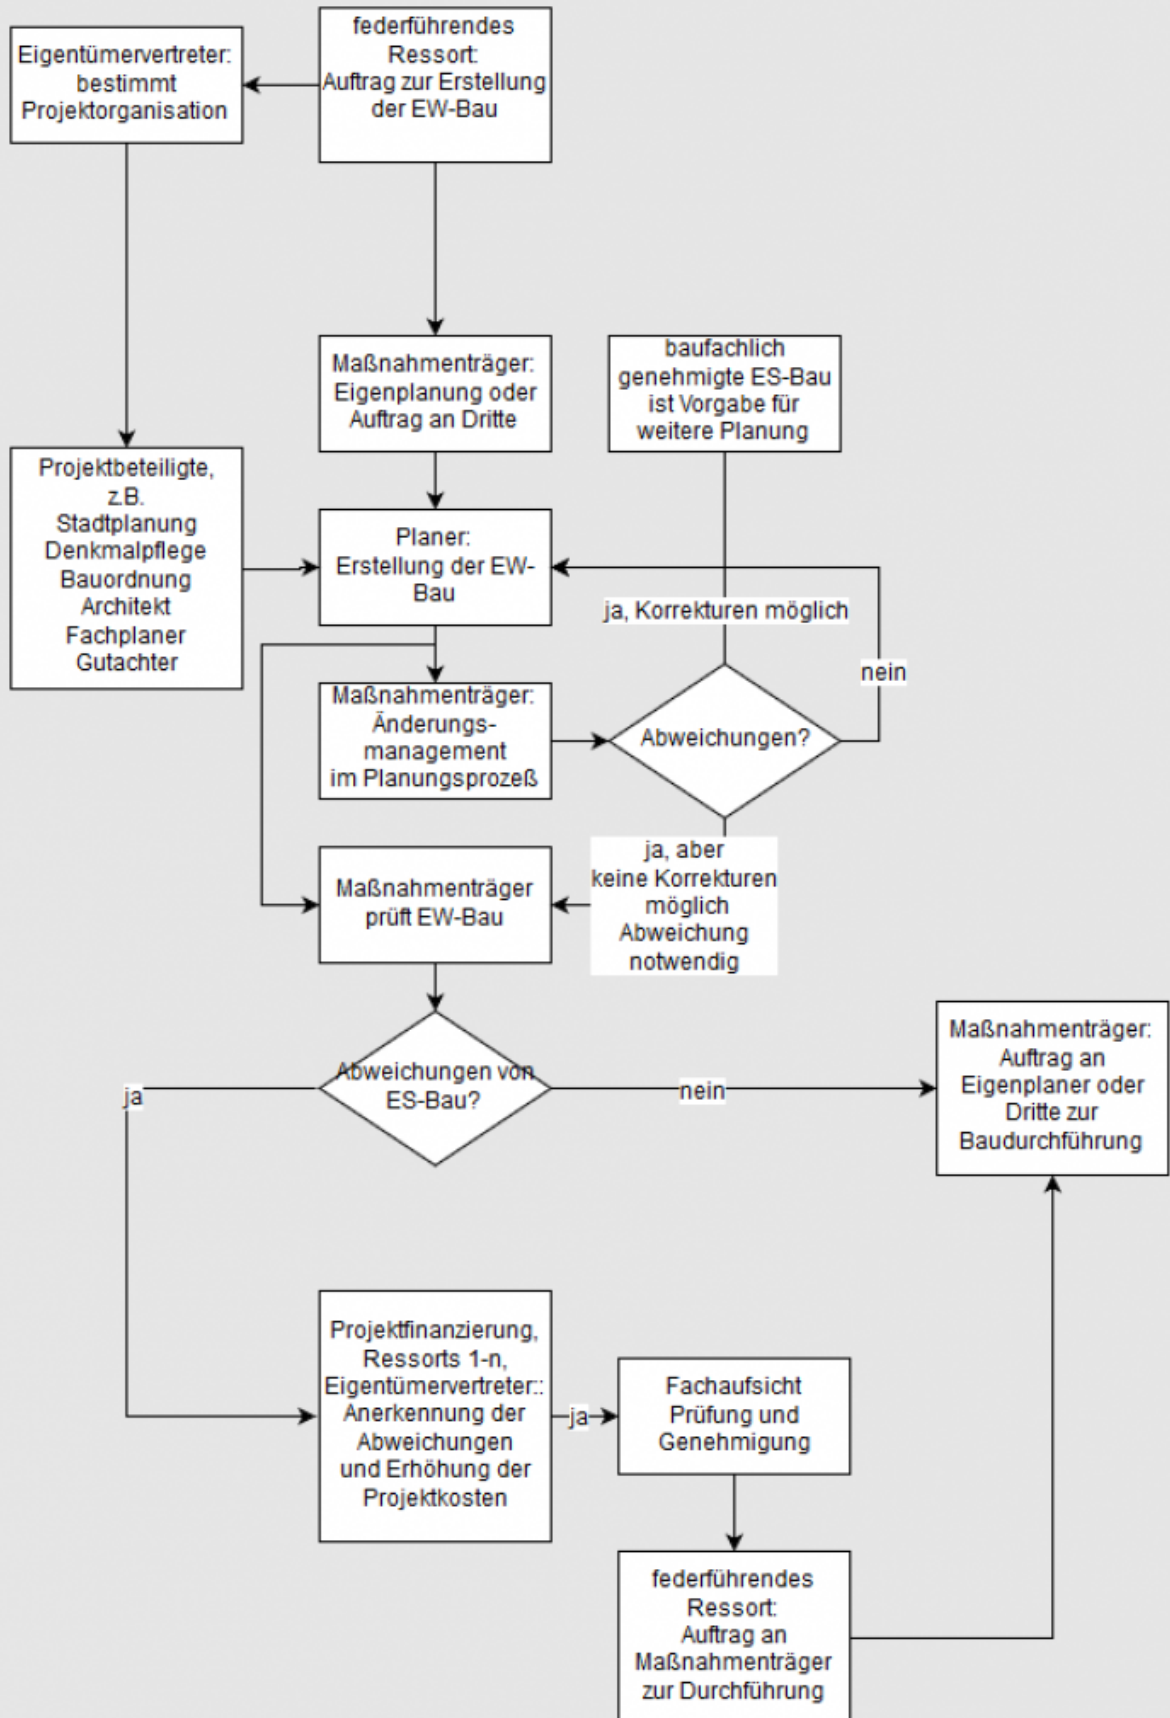 Eigentümervertreter:
bestimmt
Projektorganisation
federführendes
Ressort:
Auftrag zur Erstellung
der EW-Bau
Maßnahmenträger:
Eigenplanung oder
Auftrag an Dritte
baufachlich
genehmigte ES-Bau
ist Vorgabe für
weitere Planung
Projektbeteiligte,
z.B.
Stadtplanung
Denkmalpflege
Bauordnung
Architekt
Fachplaner
Gutachter
Planer:
Erstellung der EW-
Bau
ja, Korrekturen möglich
nein
Maßnahmenträger:
Änderungs-
management
im Planungsprozeß
Abweichungen?
ja, aber
keine Korrekturen
möglich
Abweichung
notwendig
Maßnahmenträger
prüft EW-Bau
Abweichungen von
ES-Bau?
ja
nein
Maßnahmenträger:
Auftrag an
Eigenplaner oder
Dritte zur
Baudurchführung
Projektfinanzierung,
Ressorts 1-n,
Eigentümervertreter::
Anerkennung der
Abweichungen
und Erhöhung der
Projektkosten
ja
Fachaufsicht
Prüfung und
Genehmigung
federführendes
Ressort:
Auftrag an
Maßnahmenträger
zur Durchführung